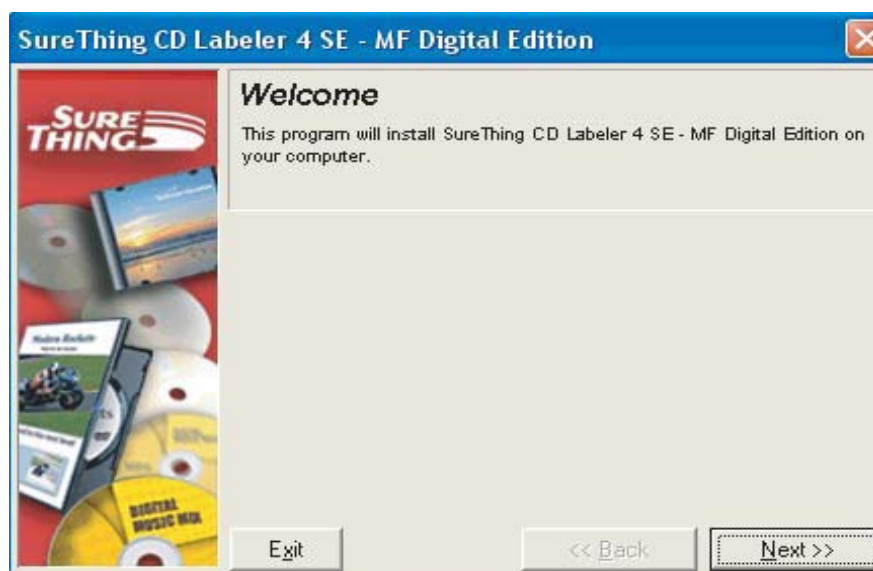 SureThing CD Labeler 4 SE - MF Digital Edition
SURE
THING
Welcome
This program will install SureThing CD Labeler 4 SE - MF Digital Edition on
your computer.
DIGITAL
MUSIC MIX
Exit
<< Back
Next >>